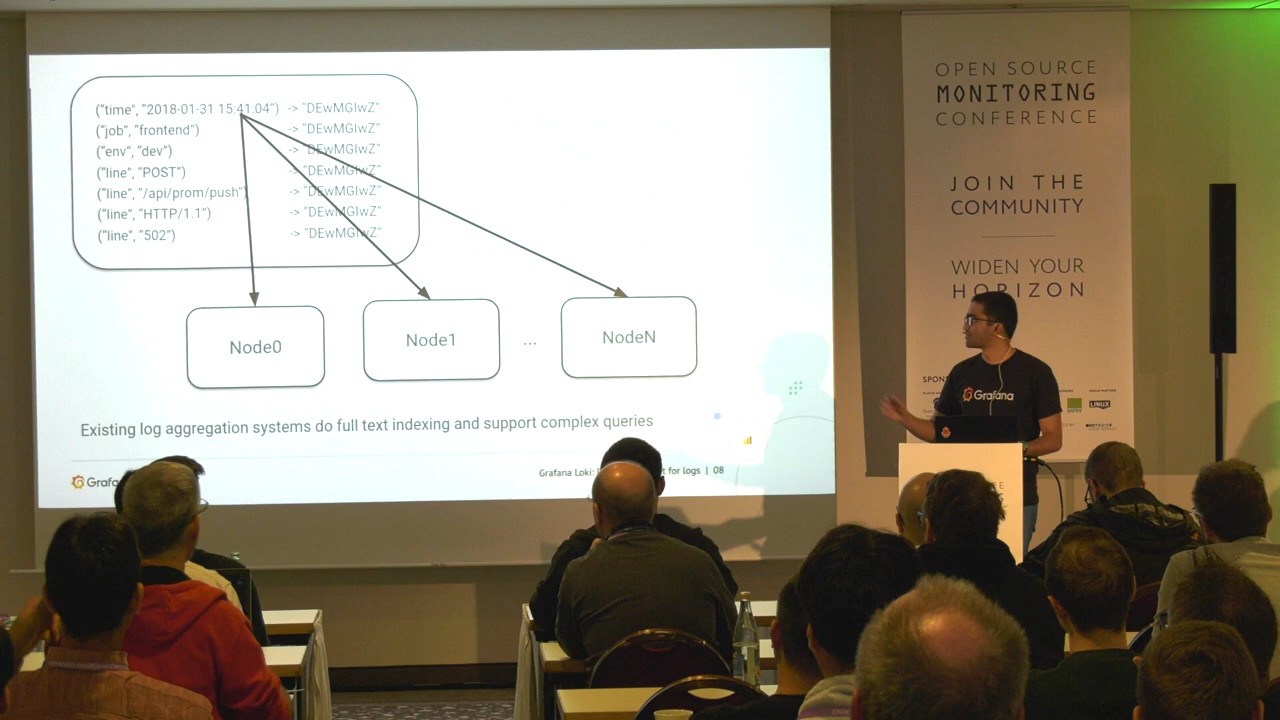 ("time", "2018-01-31 15:41.04") -> "DEwMGIwZ"
("job", "frontend") -> "DEwMGIwZ"
("env", "dev") -> "DEwMGIwZ"
("line", "POST") -> "DEwMGIwZ"
("line", "/api/prom/push") -> "DEwMGIwZ"
("line", "HTTP/1.1") -> "DEwMGIwZ"
("line", "502") -> "DEwMGIwZ"
Node0 Node1 ... NodeN
Existing log aggregation systems do full text indexing and support complex queries
Grafana Loki: t for logs | 08
Grafa
OPEN SOURCE
MONITORING
CONFERENCE
JOIN THE
COMMUNITY
WIDEN YOUR
HORIZON
SPON
LINUX
Grafana